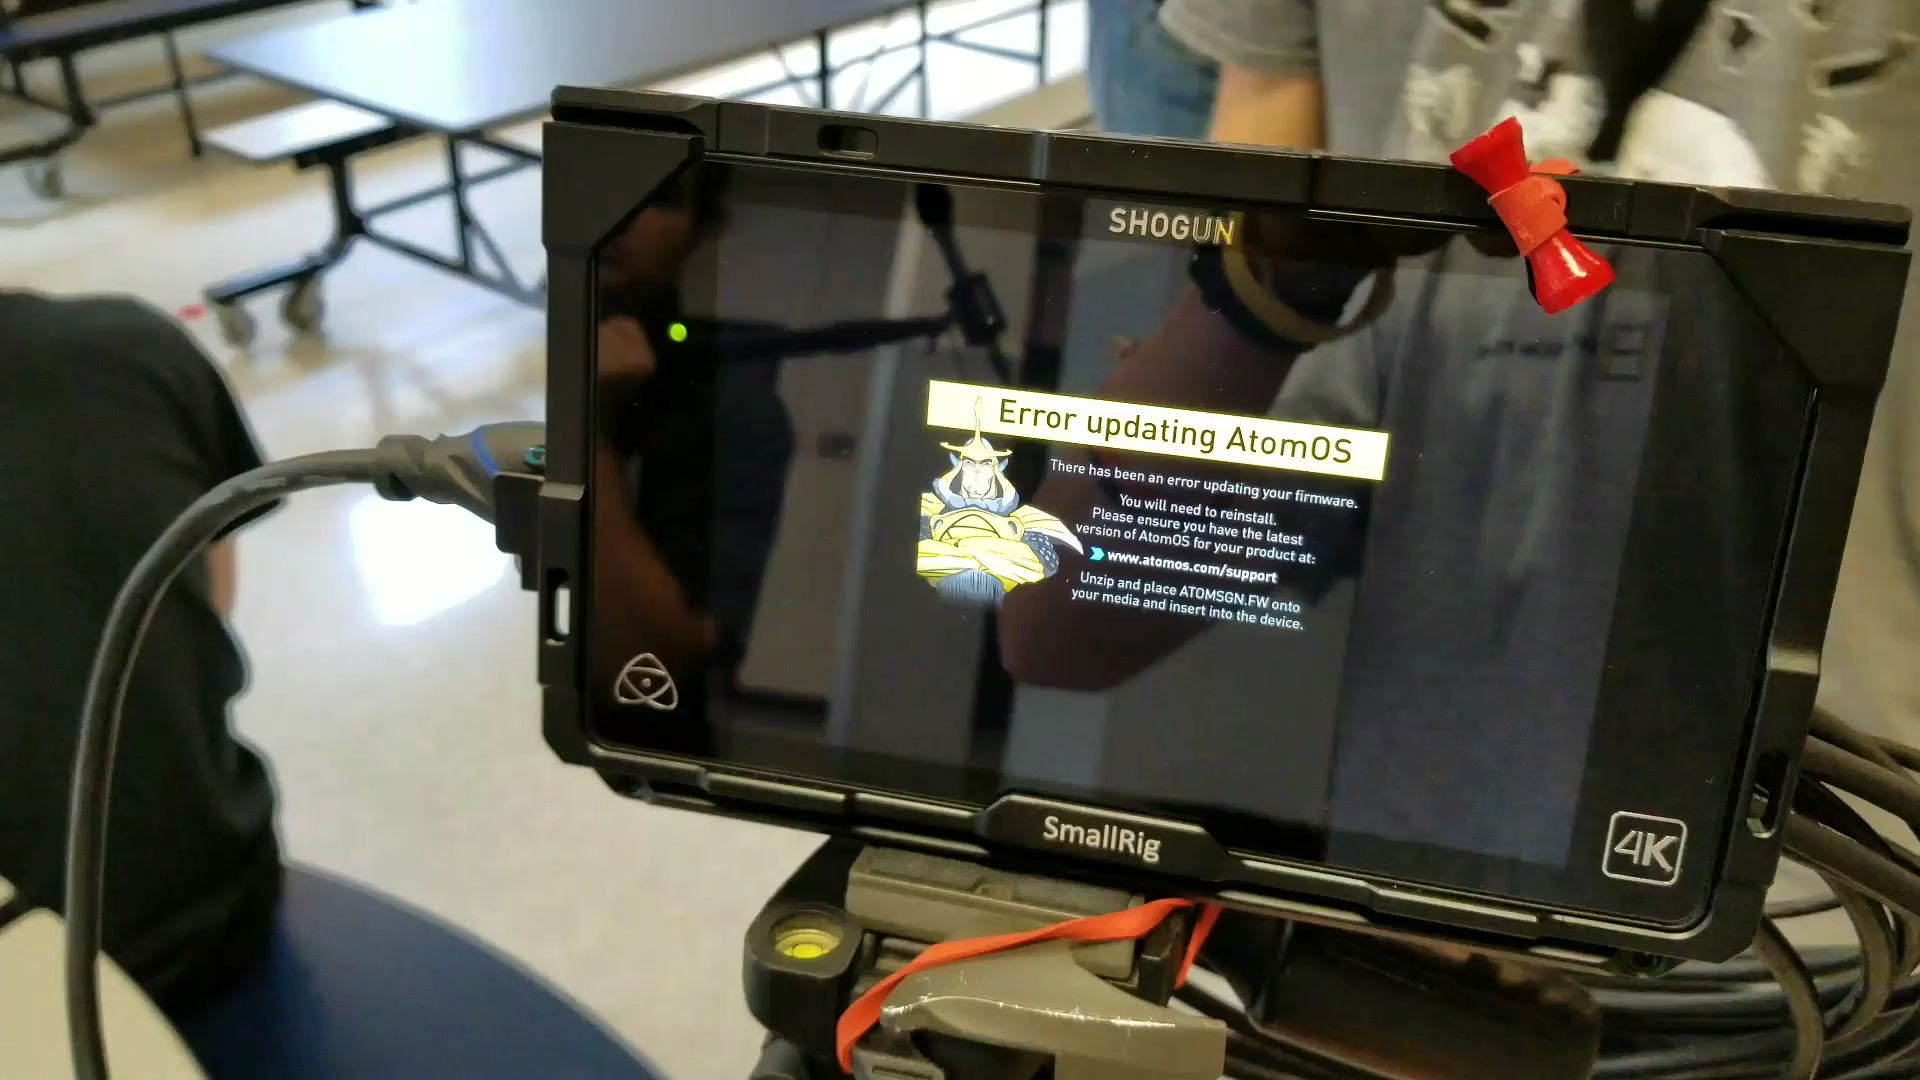 SHOGUN
Error updating AtomOS
There has been an error updating your firmware.
You will need to reinstall.
Please ensure you have the latest
version of AtomOS for your product at:
www.atomos.com/support
Unzip and place ATOMSGN.FW onto
your media and insert into the device.
SmallRig
4K